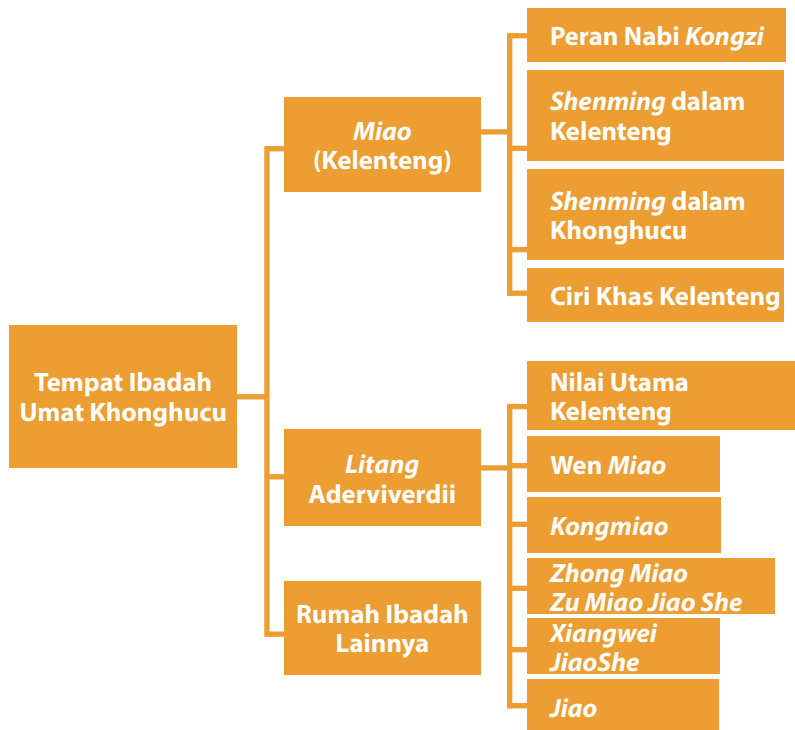 Tempat Ibadah
Umat Khonghucu
Miao
(Kelenteng)
Peran Nabi Kongzi
Shenming dalam
Kelenteng
Shenming dalam
Khonghucu
Ciri Khas Kelenteng
Litang
Aderviverdii
Nilai Utama
Kelenteng
Wen Miao
Kongmiao
Zhong Miao
Zu Miao Jiao She
Xiangwei
JiaoShe
Jiao
Rumah Ibadah
Lainnya